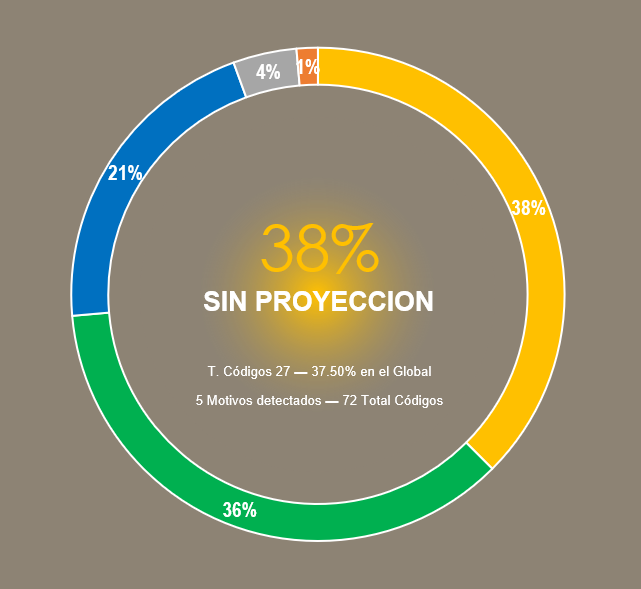 4%
1%
21%
38%
38%
SIN PROYECCION
T. Códigos 27 — 37.50% en el Global
5 Motivos detectados — 72 Total Códigos
36%